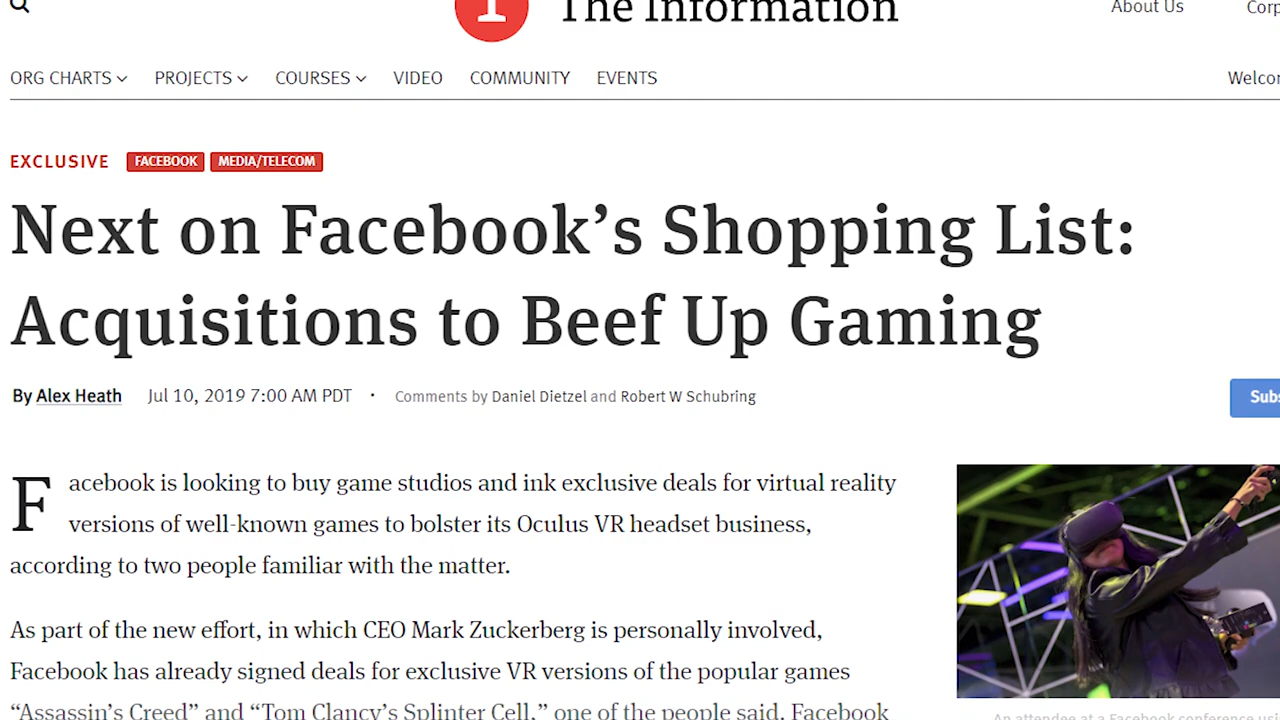 The Information
About Us
ORG CHARTS PROJECTS COURSES VIDEO COMMUNITY EVENTS
EXCLUSIVE FACEBOOK MEDIA/TELECOM
Next on Facebook’s Shopping List:
Acquisitions to Beef Up Gaming
By Alex Heath Jul 10, 2019 7:00 AM PDT · Comments by Daniel Dietzel and Robert W Schubring
Facebook is looking to buy game studios and ink exclusive deals for virtual reality
versions of well-known games to bolster its Oculus VR headset business,
according to two people familiar with the matter.
As part of the new effort, in which CEO Mark Zuckerberg is personally involved,
Facebook has already signed deals for exclusive VR versions of the popular games
“Assassin’s Creed” and “Tom Clancy’s Splinter Cell,” one of the people said. Facebook
An attendee at a Facebook conference